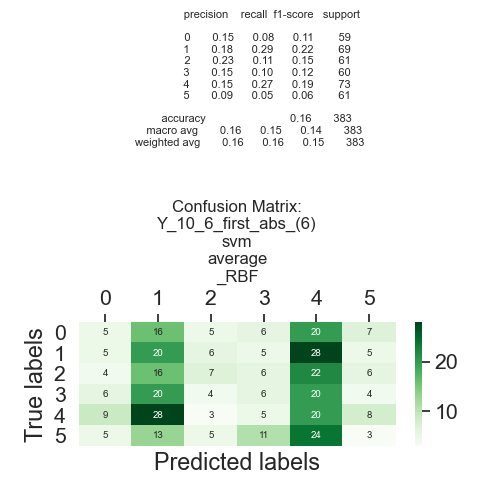 precision recall f1-score support
0 0.15 0.08 0.11 59
1 0.18 0.29 0.22 69
2 0.23 0.11 0.15 61
3 0.15 0.10 0.12 60
4 0.15 0.27 0.19 73
5 0.09 0.05 0.06 61
accuracy 0.16 383
macro avg 0.16 0.15 0.14 383
weighted avg 0.16 0.16 0.15 383
Confusion Matrix:
Y_10_6_first_abs_(6)
svm
average
_RBF
0 1 2 3 4 5
0 5 16 5 6 20 7
1 5 20 6 5 28 5
2 4 16 7 6 22 6
3 6 20 4 6 20 4
4 9 28 3 5 20 8
5 5 13 5 11 24 3
True labels
Predicted labels
20
10